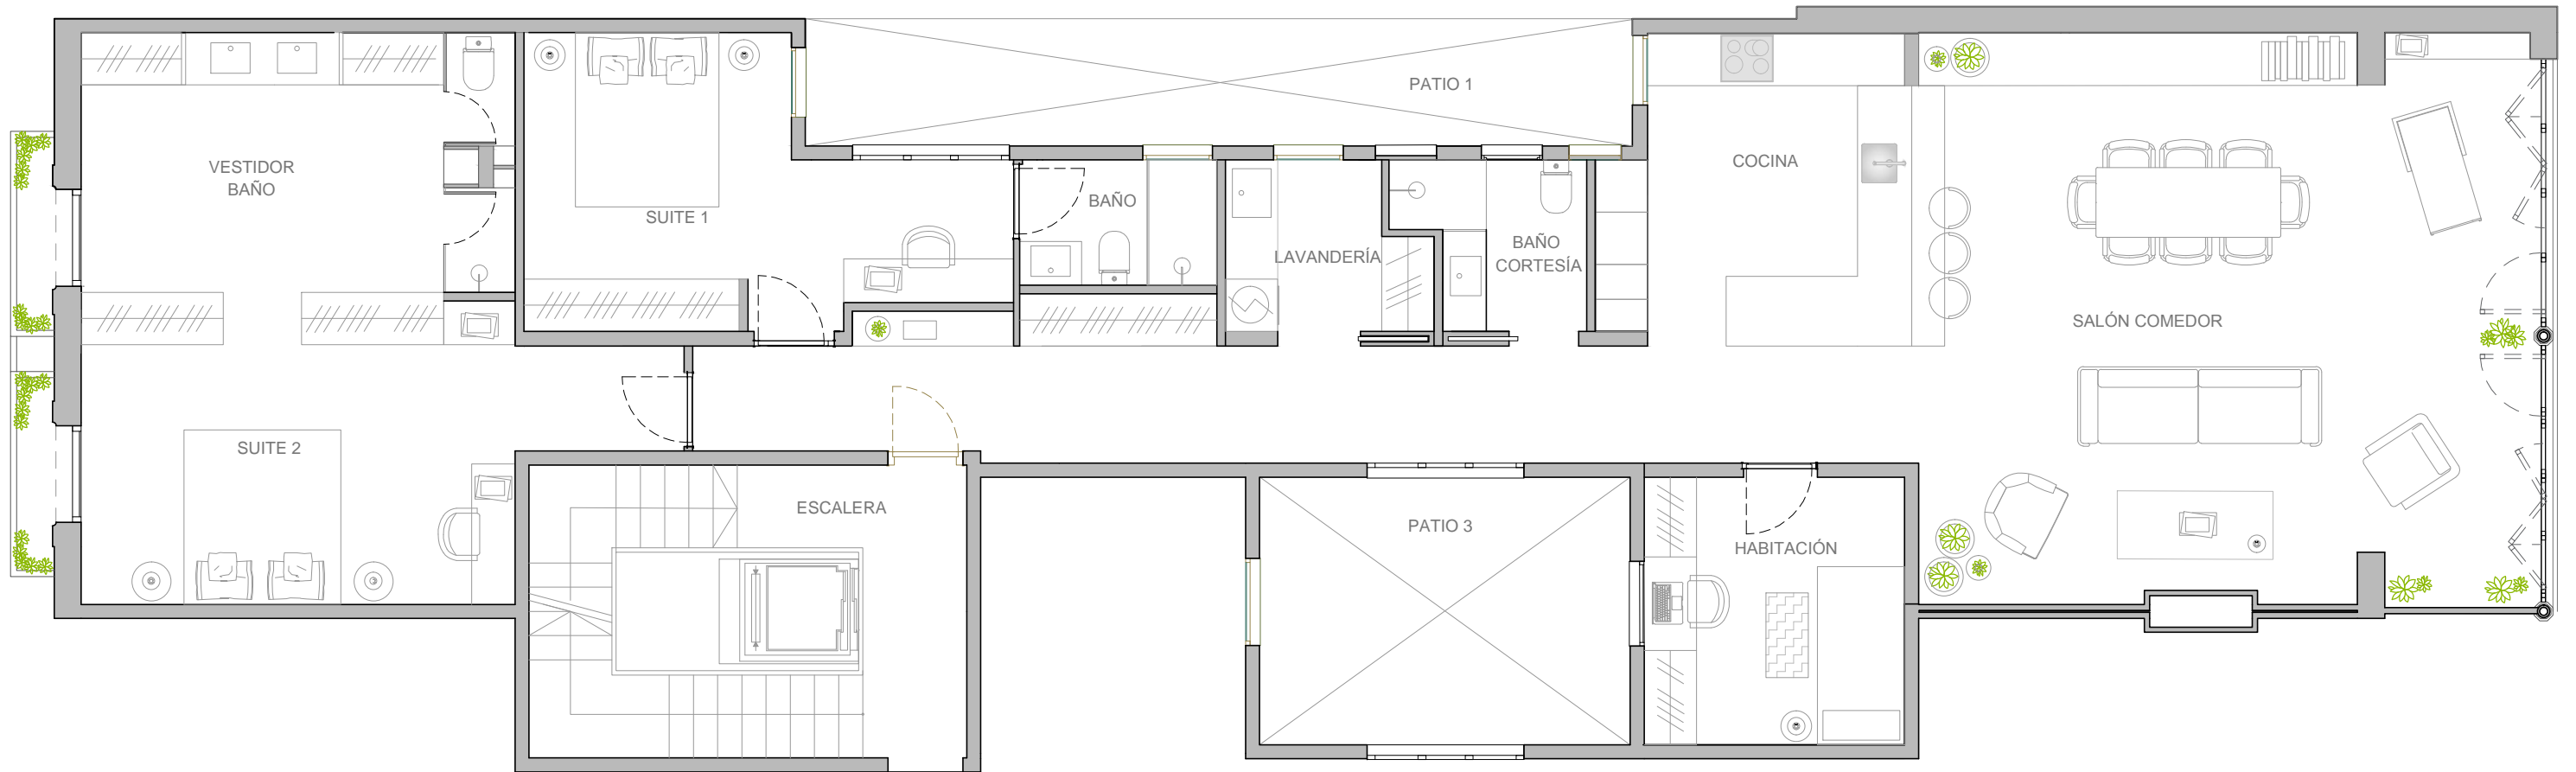 PATIO 1
VESTIDOR
BAÑO
COCINA
BAÑO
SUITE 1
BAÑO
CORTESÍA
LAVANDERÍA
SALÓN COMEDOR
SUITE 2
ESCALERA
PATIO 3
HABITACIÓN